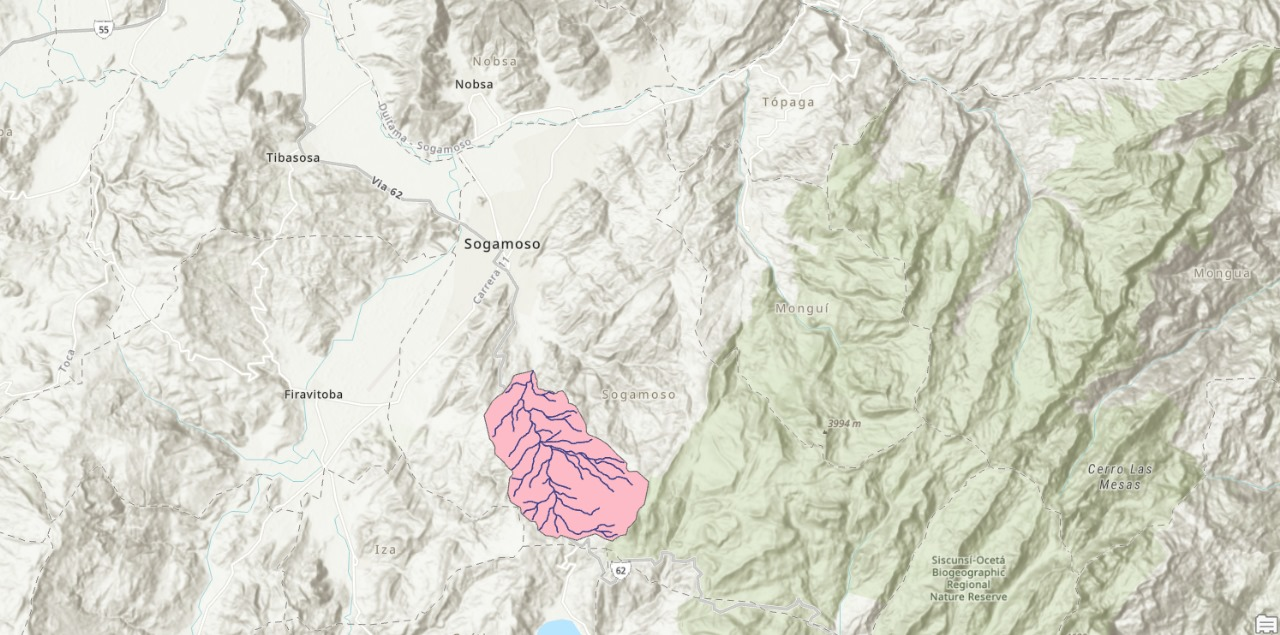 55
Nobsa
Nobsa
Duitama - Sogamoso
Tópaga
Tibasosa
Vía 62
Sogamoso
Carrera 11
Mongua
Monguí
Toca
Firavitoba
Sogamoso
3994 m
Cerro Las
Mesas
Iza
62
Siscunsí-Ocetá
Biogeographic
Regional
Nature Reserve